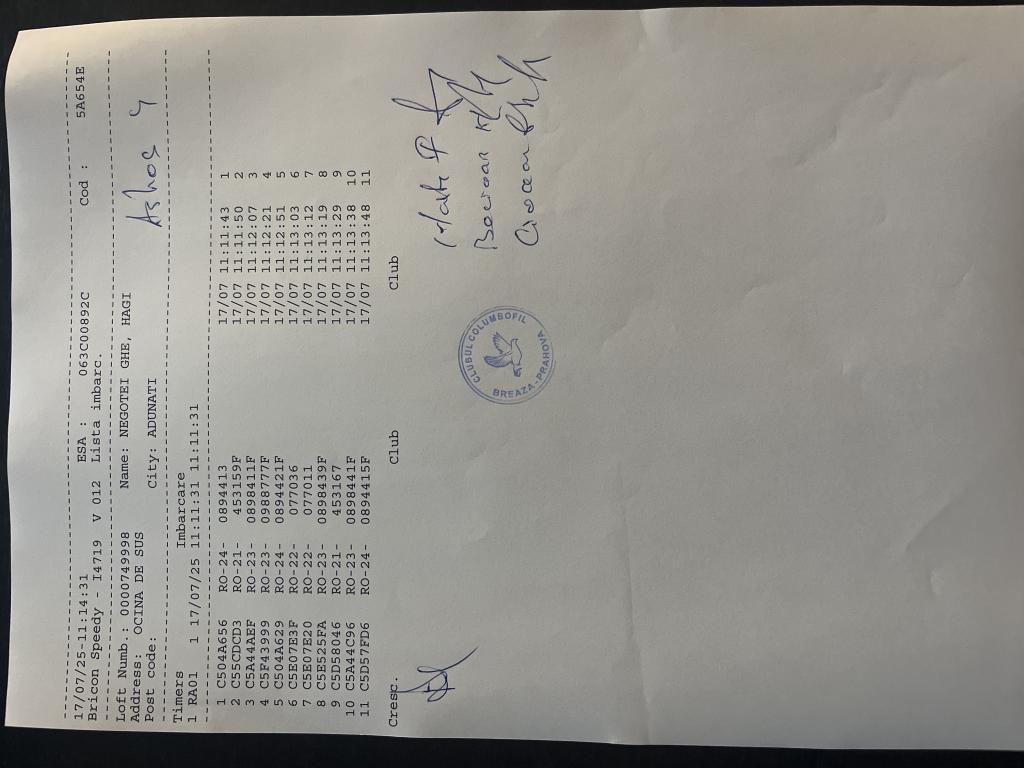 -----------------------------------------------------------------------
17/07/25-11:14:31 ESA : 063C00892C Cod : 5A654E
Bricon Speedy - I4719 V 012 Lista imbarc.
-----------------------------------------------------------------------
Loft Numb.: 0000749998 Name: NEGOTEI GHE, HAGI
Address: OCINA DE SUS
Post code: City: ADUNATI
-----------------------------------------------------------------------
Timers Imbarcare
1 RA01 1 17/07/25 11:11:31 11:11:31
-----------------------------------------------------------------------
1 C504A656 RO-24- 0894413 17/07 11:11:43 1
2 C55CDCD3 RO-21- 453159F 17/07 11:11:50 2
3 C5A44AEF RO-23- 0898411F 17/07 11:12:07 3
4 C5F43999 RO-23- 0988777F 17/07 11:12:21 4
5 C504A629 RO-24- 0894421F 17/07 11:12:51 5
6 C5E07E3F RO-22- 077036 17/07 11:13:03 6
7 C5E07E20 RO-22- 077011 17/07 11:13:12 7
8 C5E525FA RO-23- 0898439F 17/07 11:13:19 8
9 C5D58046 RO-21- 453167 17/07 11:13:29 9
10 C5A44C96 RO-23- 0898441F 17/07 11:13:38 10
11 C5D57FD6 RO-24- 0894415F 17/07 11:13:48 11
Cresc. Club Club
CLUBUL COLUMBOFIL
BREAZA-PRAHOVA